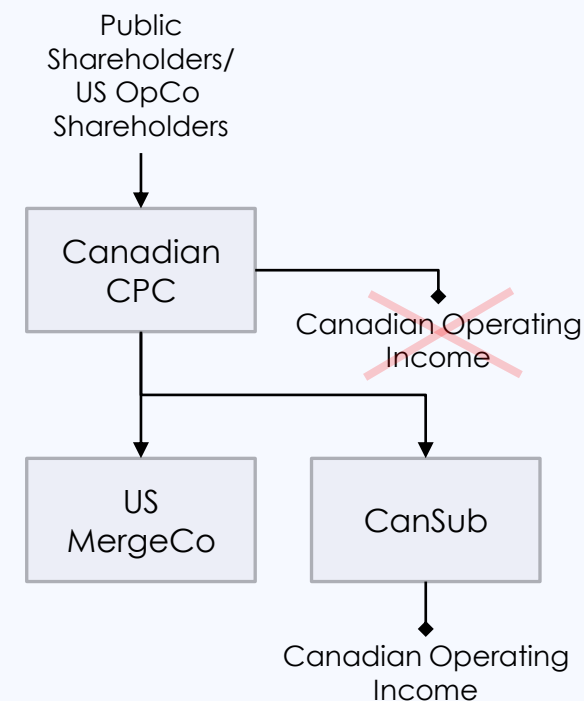 Public
Shareholders/
US OpCo
Shareholders
Canadian
CPC
Canadian Operating
Income
US
MergeCo
CanSub
Canadian Operating
Income